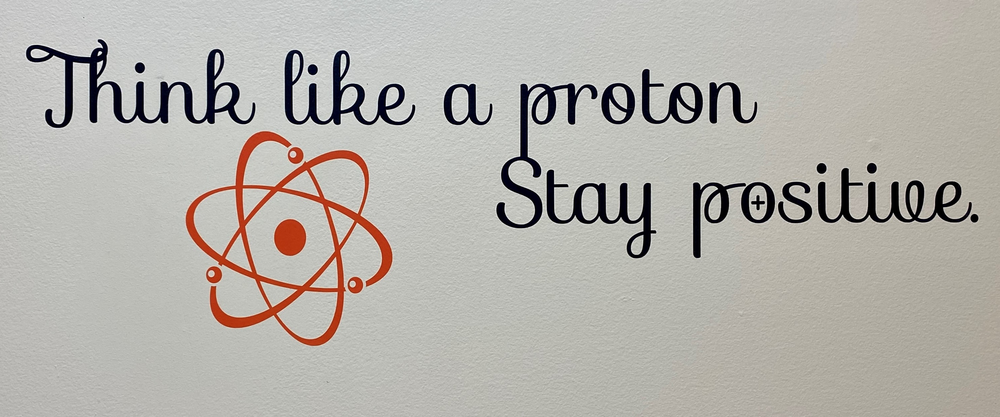 Think like a proton
Stay positive.
+